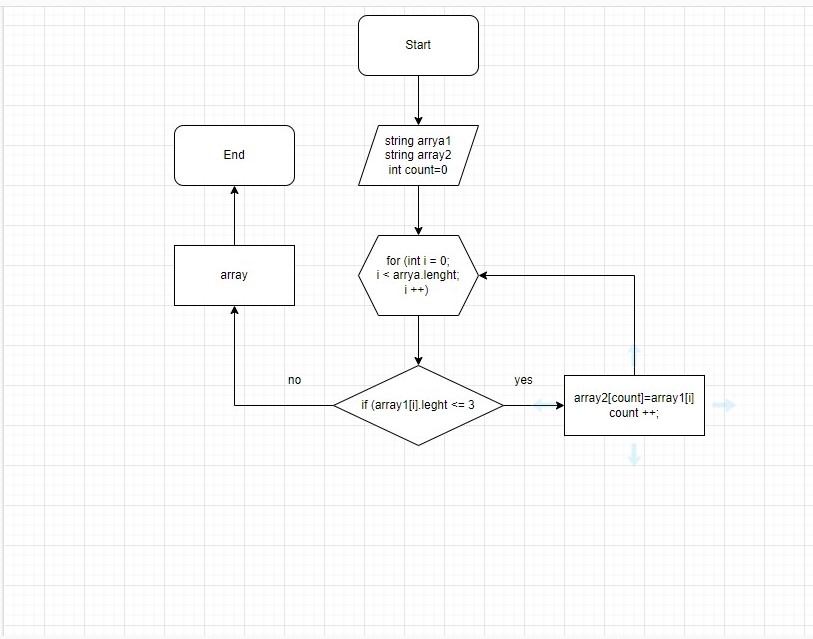 Start
string arrya1
string array2
int count=0
End
for (int i = 0;
i < arrya.lenght;
i ++)
array
no
yes
if (array1[i].leght <= 3
array2[count]=array1[i]
count ++;